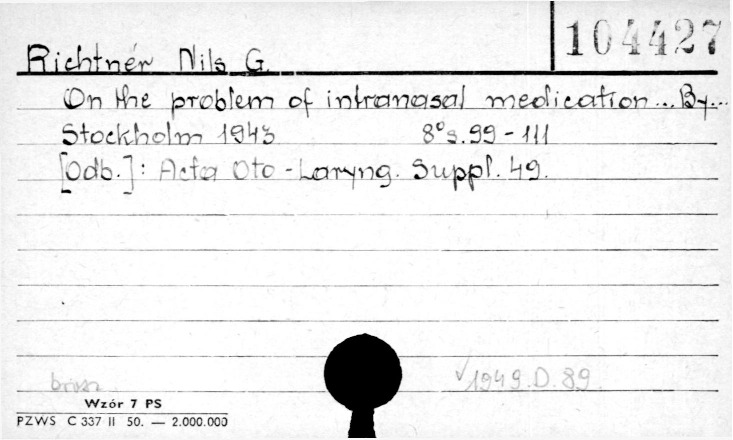 104427
Richtnér Nils G.
On the problem of intranasal medication... By...
Stockholm 1943 8° s. 99-111
[Odb.]: Acta Oto-Laryng. Suppl. 49.
brosz
√1949.D.89.
Wzór 7 PS
PZWS C 337 II 50. — 2.000.000